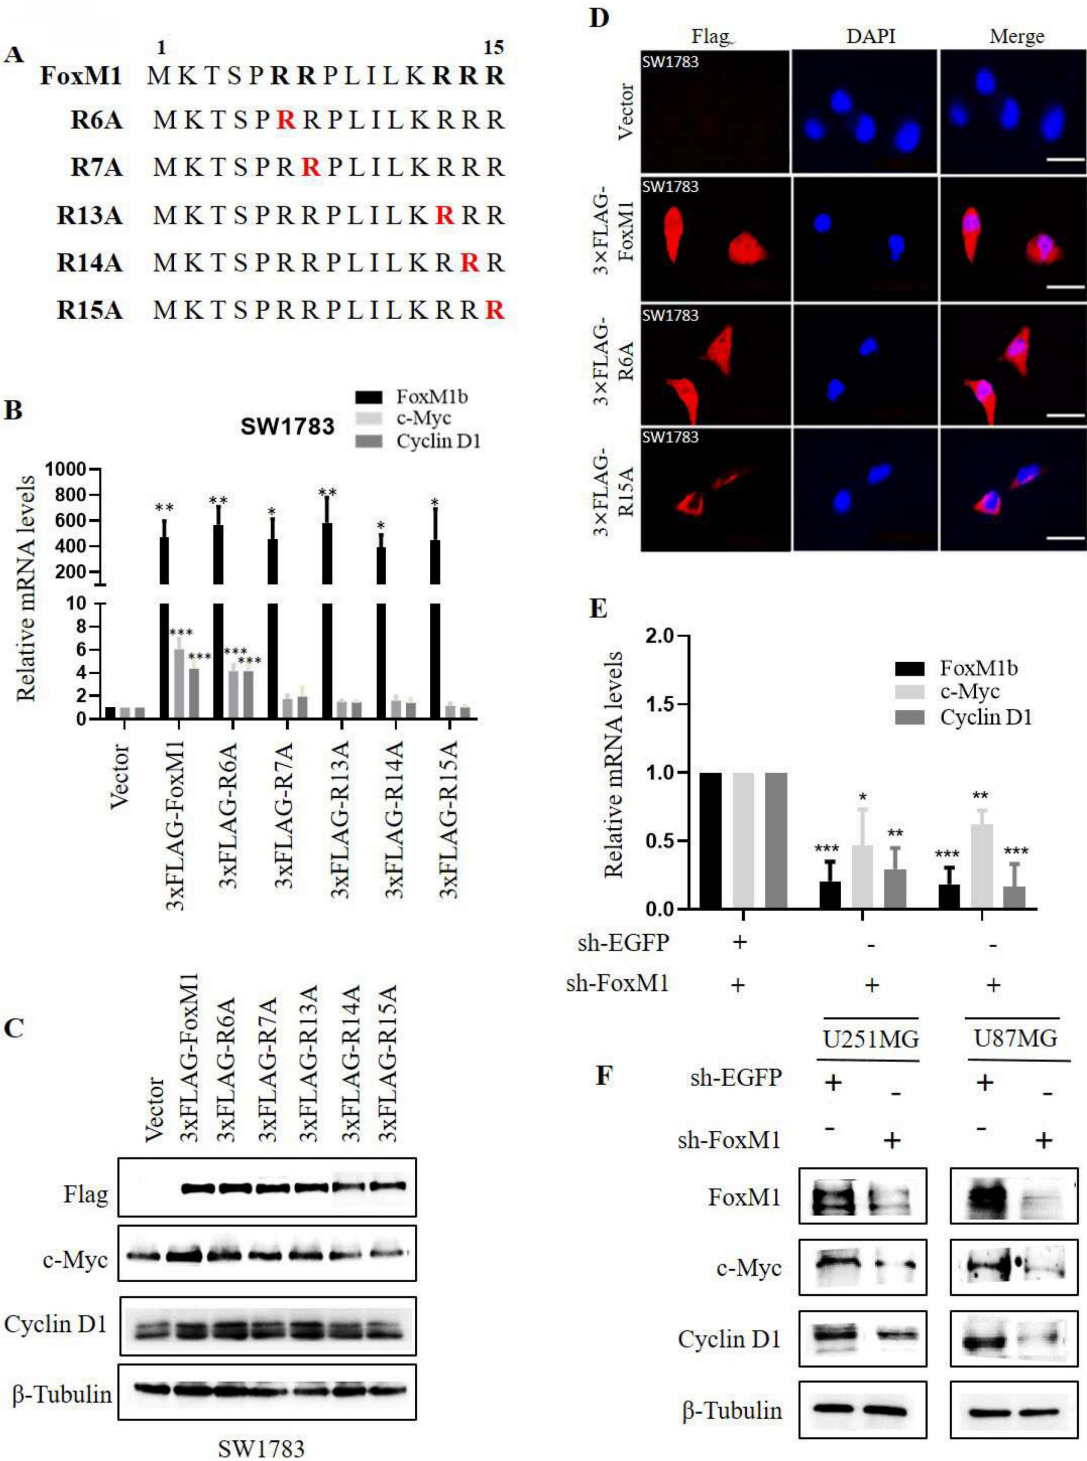 A
1 15
FoxM1 MKTSPRRPLILKRRR
R6A MKTSPRRPLILKRRR
R7A MKTSPRRPLILKRRR
R13A MKTSPRRPLILKRRR
R14A MKTSPRRPLILKRRR
R15A MKTSPRRPLILKRRR
B
SW1783
FoxM1b
c-Myc
Cyclin D1
Relative mRNA levels
1000
800
600
400
200
10
8
6
4
2
0
** ** * ** * *
*** *** *** ***
Vector
3xFLAG-FoxM1
3xFLAG-R6A
3xFLAG-R7A
3xFLAG-R13A
3xFLAG-R14A
3xFLAG-R15A
C
Vector
3xFLAG-FoxM1
3xFLAG-R6A
3xFLAG-R7A
3xFLAG-R13A
3xFLAG-R14A
3xFLAG-R15A
Flag
c-Myc
Cyclin D1
β-Tubulin
SW1783
D
Flag DAPI Merge
Vector
SW1783
3×FLAG-
FoxM1
SW1783
3×FLAG-
R6A
SW1783
3×FLAG-
R15A
SW1783
E
Relative mRNA levels
2.0
1.5
1.0
0.5
0.0
FoxM1b
c-Myc
Cyclin D1
*** * ** *** ** ***
sh-EGFP + - -
sh-FoxM1 + + +
U251MG U87MG
F
sh-EGFP + - + -
sh-FoxM1 - + - +
FoxM1
c-Myc
Cyclin D1
β-Tubulin